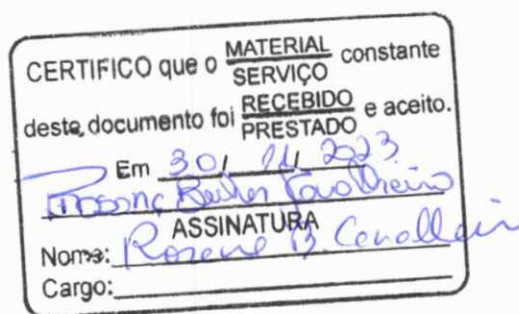 CERTIFICO que o MATERIAL constante
SERVIÇO
deste documento foi RECEBIDO e aceito.
PRESTADO
Em 30/ 11/ 2023
ASSINATURA
Nome: Rosene B. Cavalleir
Cargo: